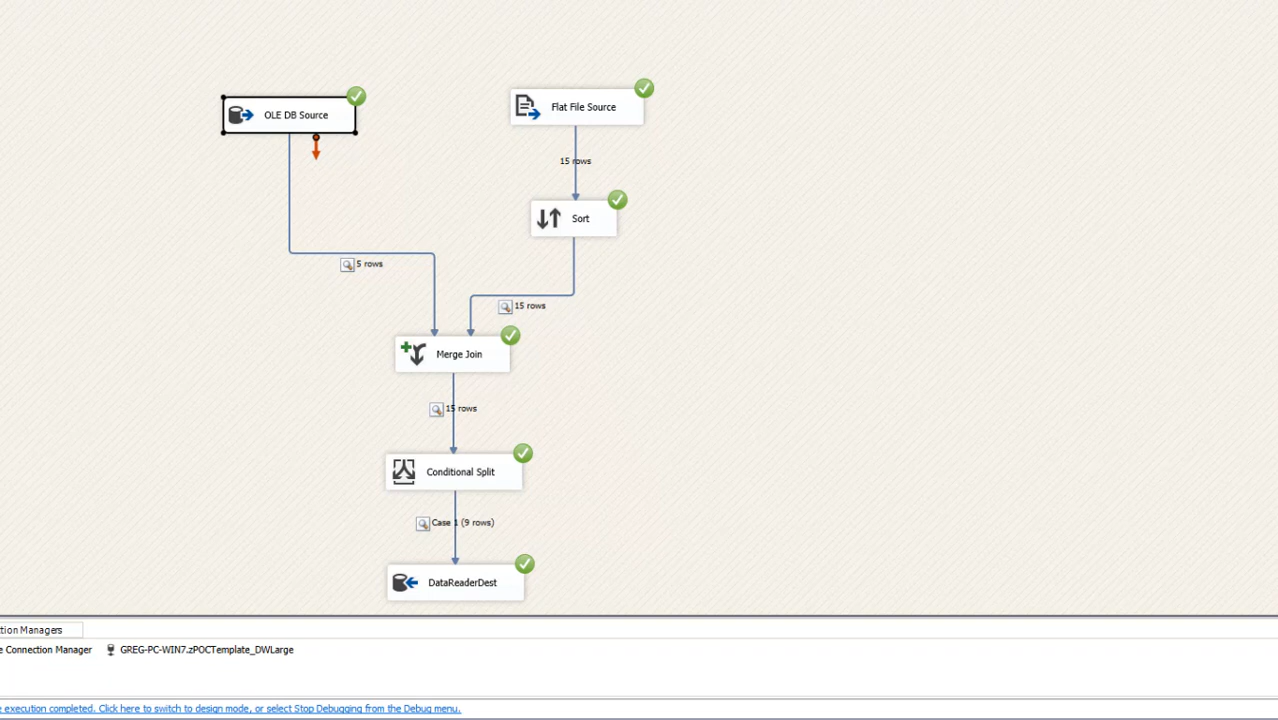 OLE DB Source
Flat File Source
15 rows
Sort
5 rows
15 rows
Merge Join
15 rows
Conditional Split
Case 1 (9 rows)
DataReaderDest
ction Managers
e Connection Manager
GREG-PC-WIN7.zPOCTemplate_DWLarge
e execution completed. Click here to switch to design mode, or select Stop Debugging from the Debug menu.